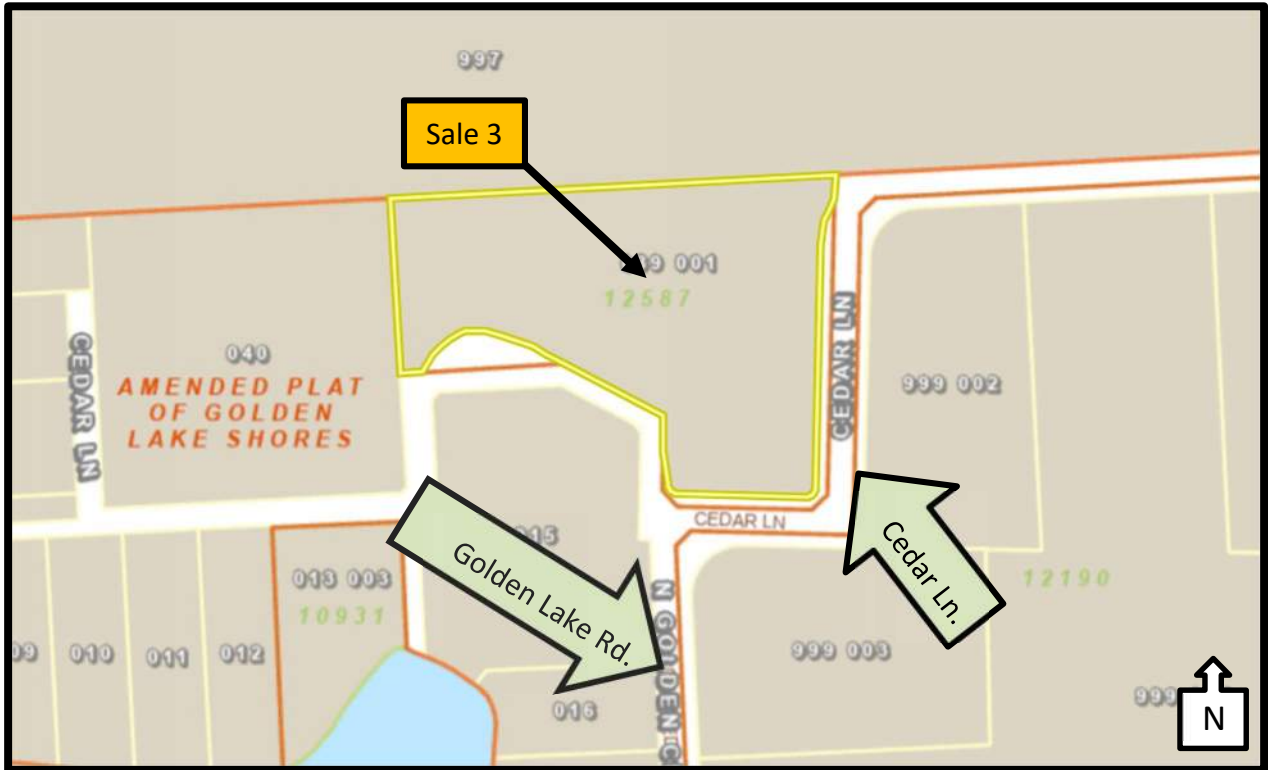 997
Sale 3
001
12587
CEDAR LN
040
AMENDED PLAT
OF GOLDEN
LAKE SHORES
CEDAR LN
999 002
CEDAR LN
Cedar Ln.
Golden Lake Rd.
013 003
10931
12190
010
011
012
999 003
016
N GOLDEN
N